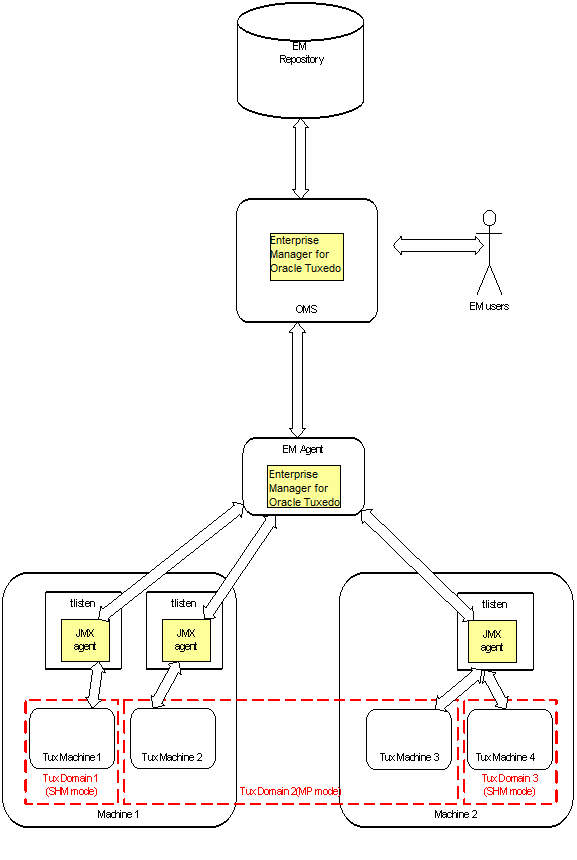 EM
Repository
Enterprise
Manager for
Oracle Tuxedo
OMS
EM users
EM Agent
Enterprise
Manager for
Oracle Tuxedo
tlisten
JMX
agent
tlisten
JMX
agent
tlisten
JMX
agent
Tux Machine 1
Tux Machine 2
Tux Machine 3
Tux Machine 4
Tux Domain 1
(SHM mode)
Tux Domain 2(MP mode)
Tux Domain 3
(SHM mode)
Machine 1
Machine 2